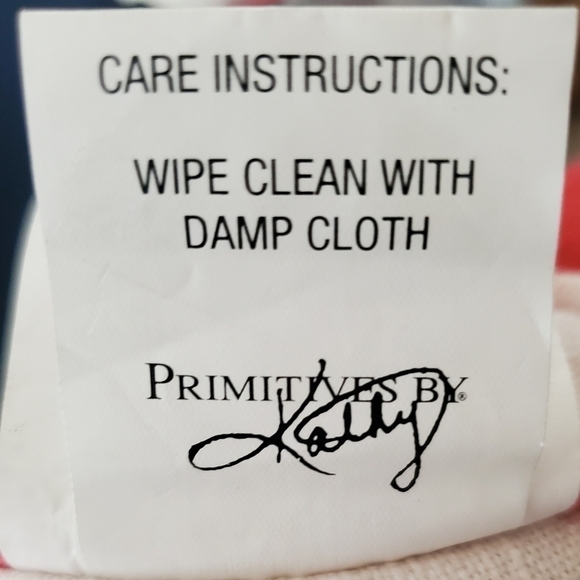 CARE INSTRUCTIONS:
WIPE CLEAN WITH
DAMP CLOTH
PRIMITIVES BY®
Kathy